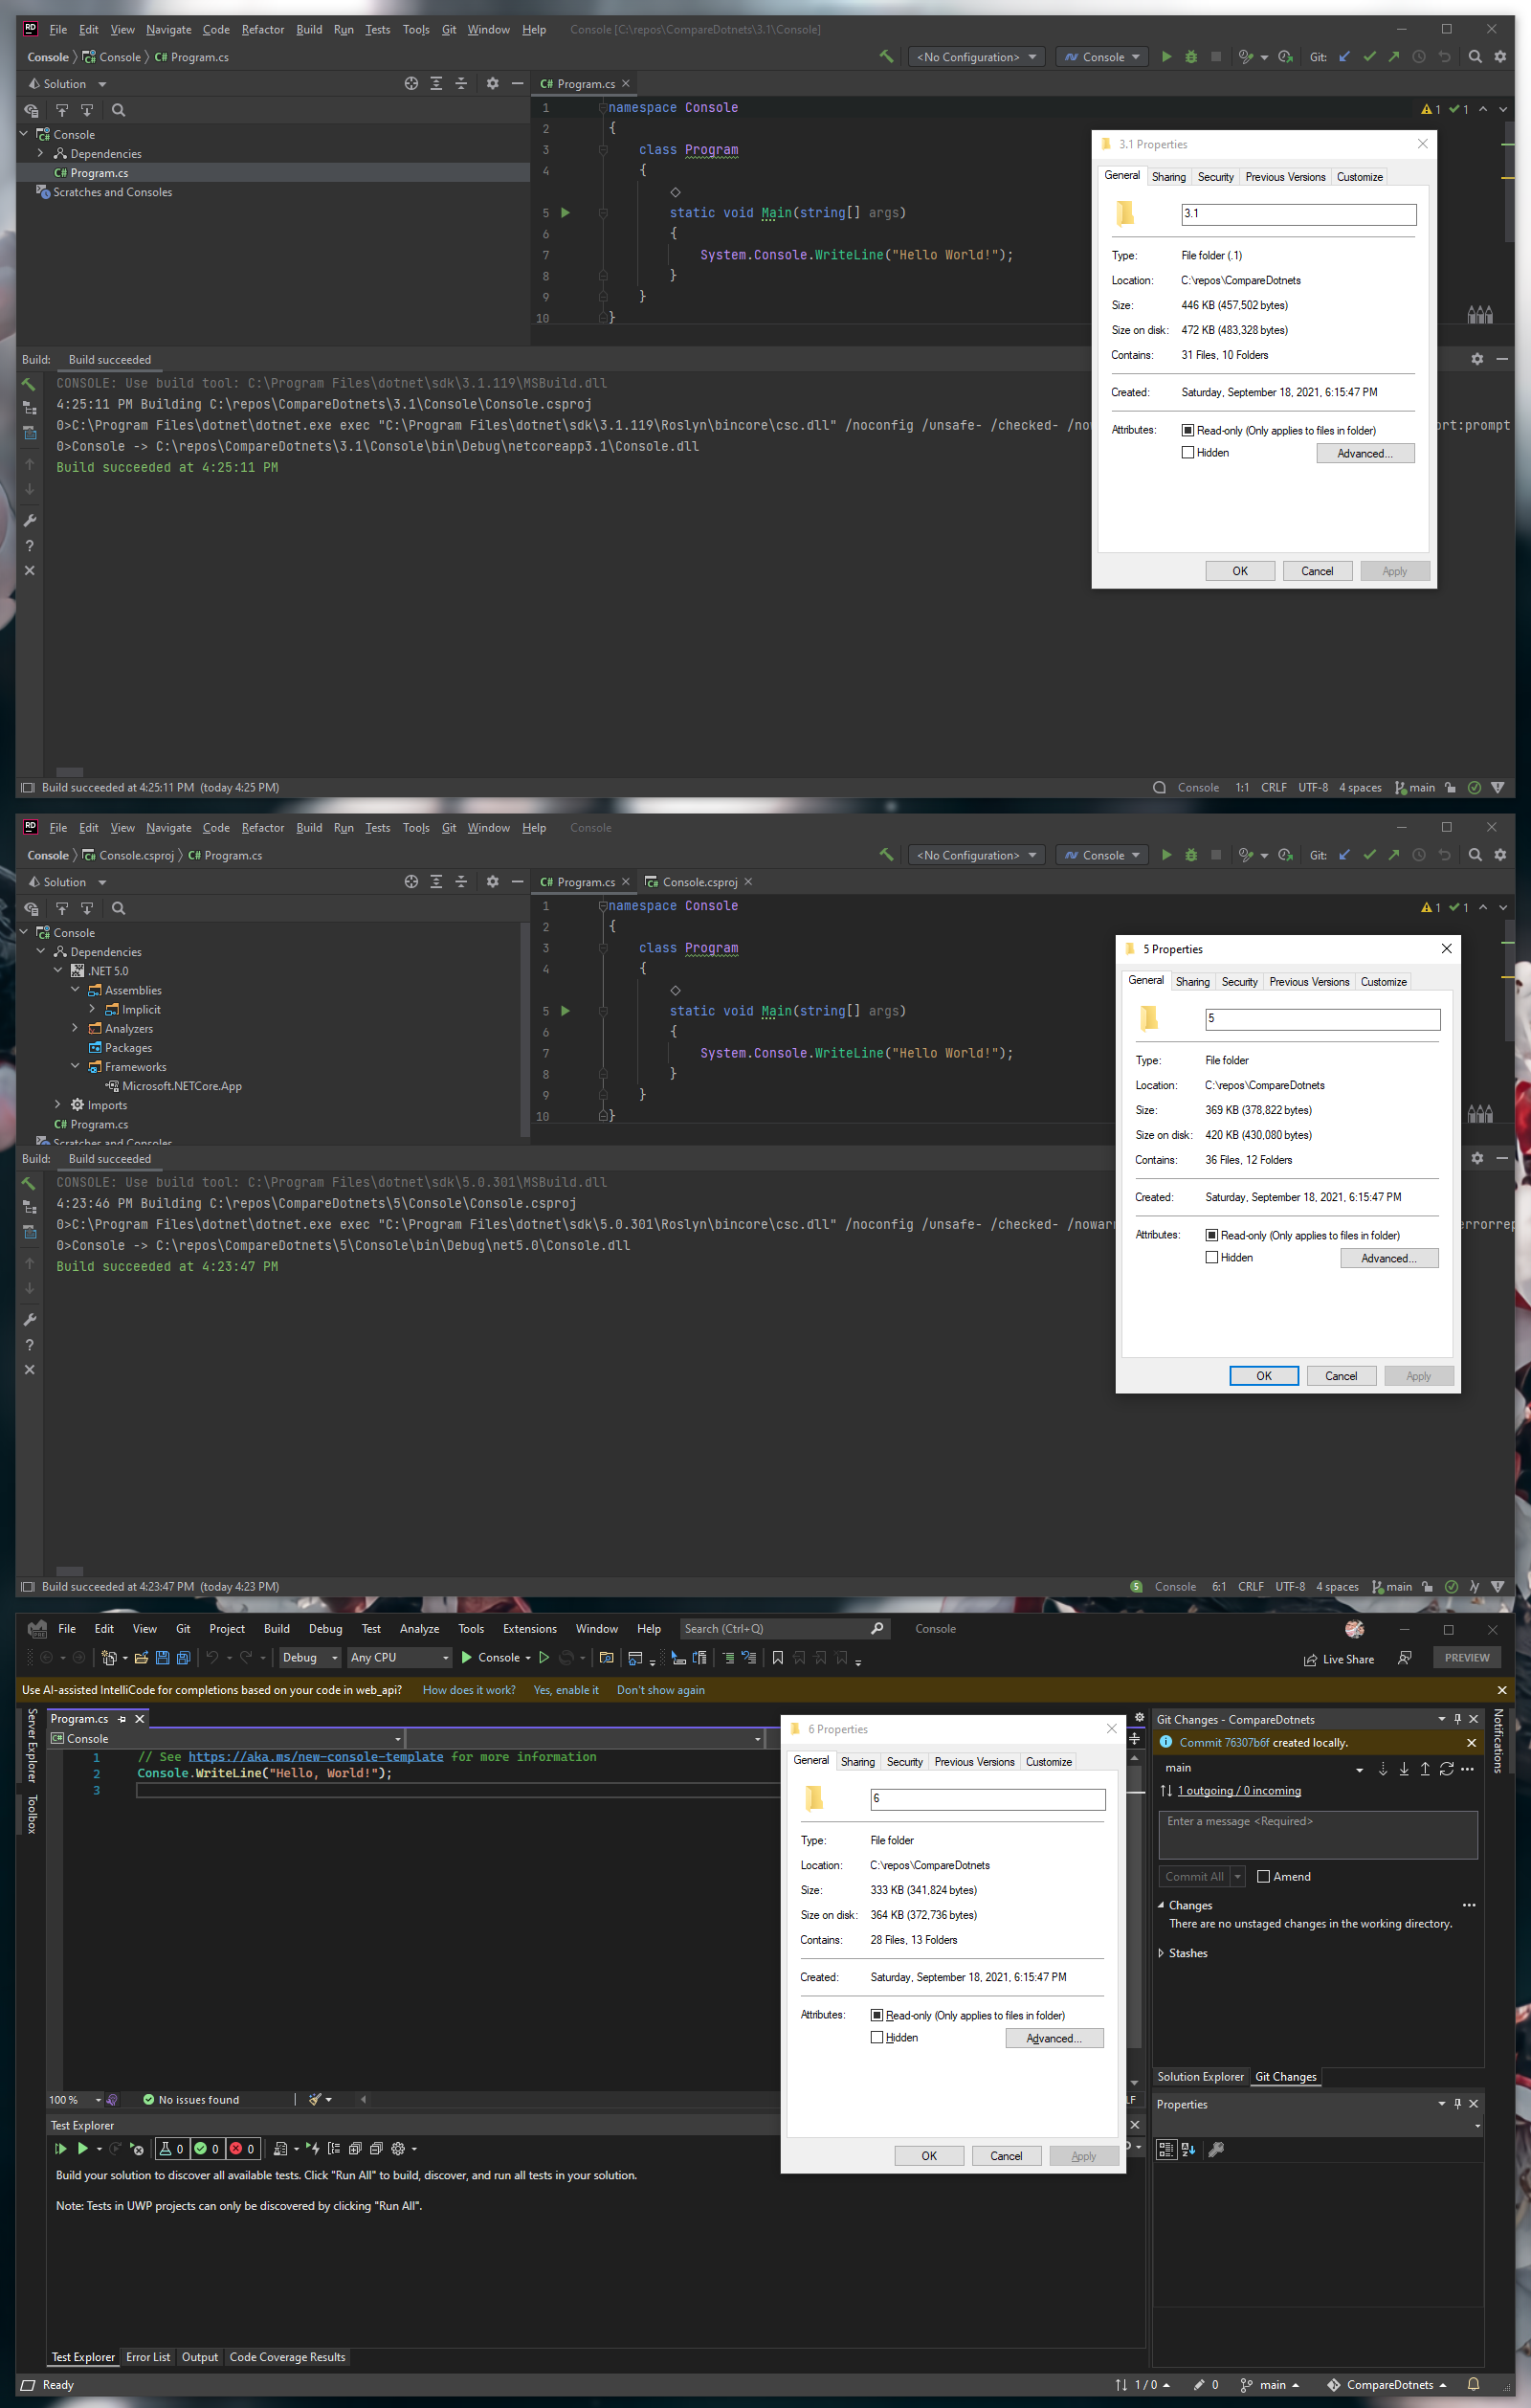 File Edit View Navigate Code Refactor Build Run Tests Tools Git Window Help Console [C:\repos\CompareDotnets\3.1\Console]
Console Console C# Program.cs <No Configuration> Console Git:
Solution C# Program.cs
Console
Dependencies
C# Program.cs
Scratches and Consoles
1 namespace Console
2 {
3 class Program
4 {
5 static void Main(string[] args)
6 {
7 System.Console.WriteLine("Hello World!");
8 }
9 }
10 }
1 1
3.1 Properties
General Sharing Security Previous Versions Customize
3.1
Type: File folder (.1)
Location: C:\repos\CompareDotnets
Size: 446 KB (457,502 bytes)
Size on disk: 472 KB (483,328 bytes)
Contains: 31 Files, 10 Folders
Created: Saturday, September 18, 2021, 6:15:47 PM
Attributes: Read-only (Only applies to files in folder)
Hidden Advanced...
OK Cancel Apply
Build: Build succeeded
CONSOLE: Use build tool: C:\Program Files\dotnet\sdk\3.1.119\MSBuild.dll
4:25:11 PM Building C:\repos\CompareDotnets\3.1\Console\Console.csproj
0>C:\Program Files\dotnet\dotnet.exe exec "C:\Program Files\dotnet\sdk\3.1.119\Roslyn\bincore\csc.dll" /noconfig /unsafe- /checked- /now rt:prompt
0>Console -> C:\repos\CompareDotnets\3.1\Console\bin\Debug\netcoreapp3.1\Console.dll
Build succeeded at 4:25:11 PM
Build succeeded at 4:25:11 PM (today 4:25 PM) Console 1:1 CRLF UTF-8 4 spaces main
File Edit View Navigate Code Refactor Build Run Tests Tools Git Window Help Console
Console Console.csproj C# Program.cs <No Configuration> Console Git:
Solution C# Program.cs Console.csproj
Console
Dependencies
.NET 5.0
Assemblies
Implicit
Analyzers
Packages
Frameworks
Microsoft.NETCore.App
Imports
C# Program.cs
Scratches and Consoles
1 namespace Console
2 {
3 class Program
4 {
5 static void Main(string[] args)
6 {
7 System.Console.WriteLine("Hello World!");
8 }
9 }
10 }
1 1
5 Properties
General Sharing Security Previous Versions Customize
5
Type: File folder
Location: C:\repos\CompareDotnets
Size: 369 KB (378,822 bytes)
Size on disk: 420 KB (430,080 bytes)
Contains: 36 Files, 12 Folders
Created: Saturday, September 18, 2021, 6:15:47 PM
Attributes: Read-only (Only applies to files in folder)
Hidden Advanced...
OK Cancel Apply
Build: Build succeeded
CONSOLE: Use build tool: C:\Program Files\dotnet\sdk\5.0.301\MSBuild.dll
4:23:46 PM Building C:\repos\CompareDotnets\5\Console\Console.csproj
0>C:\Program Files\dotnet\dotnet.exe exec "C:\Program Files\dotnet\sdk\5.0.301\Roslyn\bincore\csc.dll" /noconfig /unsafe- /checked- /nowar errorrep
0>Console -> C:\repos\CompareDotnets\5\Console\bin\Debug\net5.0\Console.dll
Build succeeded at 4:23:47 PM
Build succeeded at 4:23:47 PM (today 4:23 PM) 5 Console 6:1 CRLF UTF-8 4 spaces main
File Edit View Git Project Build Debug Test Analyze Tools Extensions Window Help Search (Ctrl+Q) Console
Debug Any CPU Console Live Share PREVIEW
Use AI-assisted IntelliCode for completions based on your code in web_api? How does it work? Yes, enable it Don't show again
Server Explorer
Toolbox
Program.cs
Console
1 // See https://aka.ms/new-console-template for more information
2 Console.WriteLine("Hello, World!");
3
6 Properties
General Sharing Security Previous Versions Customize
6
Type: File folder
Location: C:\repos\CompareDotnets
Size: 333 KB (341,824 bytes)
Size on disk: 364 KB (372,736 bytes)
Contains: 28 Files, 13 Folders
Created: Saturday, September 18, 2021, 6:15:47 PM
Attributes: Read-only (Only applies to files in folder)
Hidden Advanced...
OK Cancel Apply
Git Changes - CompareDotnets
Commit 76307b6f created locally.
main
1 outgoing / 0 incoming
Enter a message <Required>
Commit All Amend
Changes
There are no unstaged changes in the working directory.
Stashes
Solution Explorer Git Changes
Properties
Notifications
100 % No issues found LF
Test Explorer
0 0 0
Build your solution to discover all available tests. Click "Run All" to build, discover, and run all tests in your solution.
Note: Tests in UWP projects can only be discovered by clicking "Run All".
Test Explorer Error List Output Code Coverage Results
Ready 1 / 0 0 main CompareDotnets